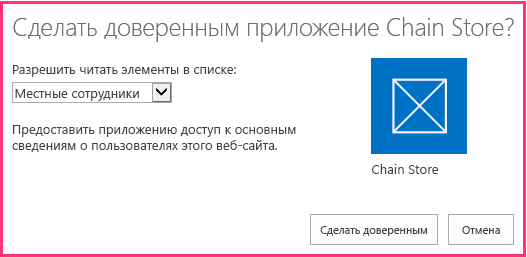 Сделать доверенным приложение Chain Store?
Разрешить читать элементы в списке:
Местные сотрудники
Предоставить приложению доступ к основным
сведениям о пользователях этого веб-сайта.
Chain Store
Сделать доверенным
Отмена